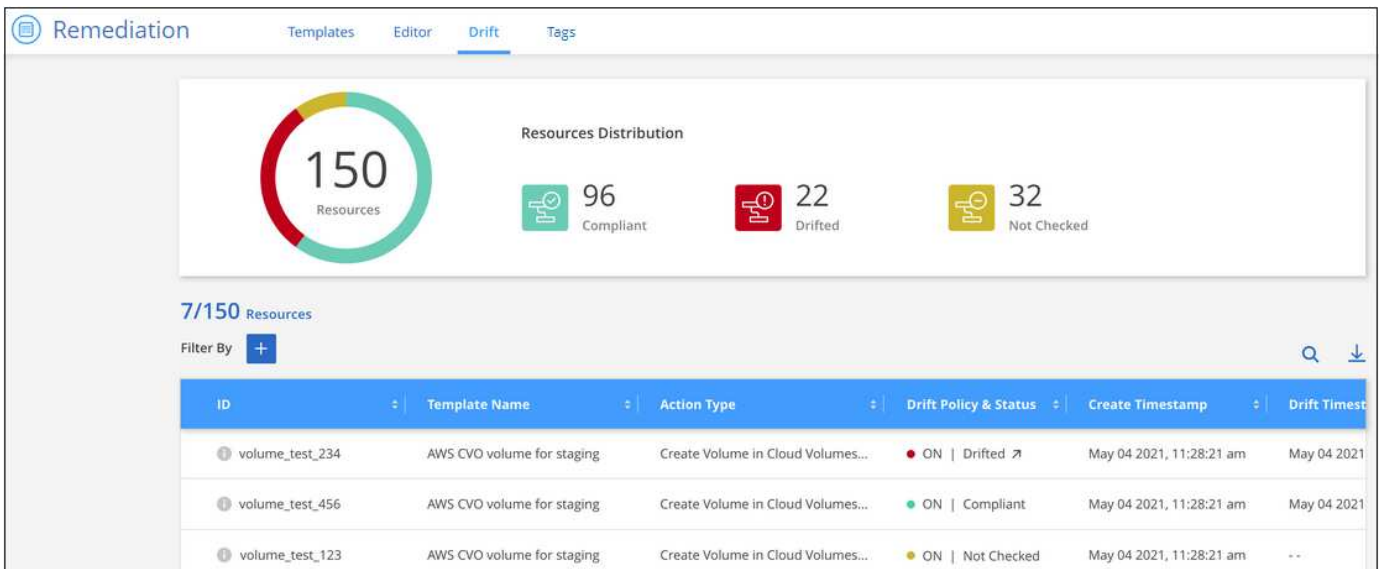 Remediation Templates Editor Drift Tags
Resources Distribution
150
Resources
96
Compliant
22
Drifted
32
Not Checked
7/150 Resources
Filter By +
ID Template Name Action Type Drift Policy & Status Create Timestamp Drift Timest
volume_test_234 AWS CVO volume for staging Create Volume in Cloud Volumes... ON | Drifted May 04 2021, 11:28:21 am May 04 2021
volume_test_456 AWS CVO volume for staging Create Volume in Cloud Volumes... ON | Compliant May 04 2021, 11:28:21 am May 04 2021
volume_test_123 AWS CVO volume for staging Create Volume in Cloud Volumes... ON | Not Checked May 04 2021, 11:28:21 am - -